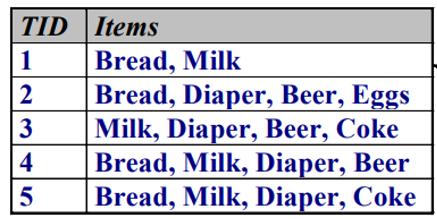 TID Items
1 Bread, Milk
2 Bread, Diaper, Beer, Eggs
3 Milk, Diaper, Beer, Coke
4 Bread, Milk, Diaper, Beer
5 Bread, Milk, Diaper, Coke